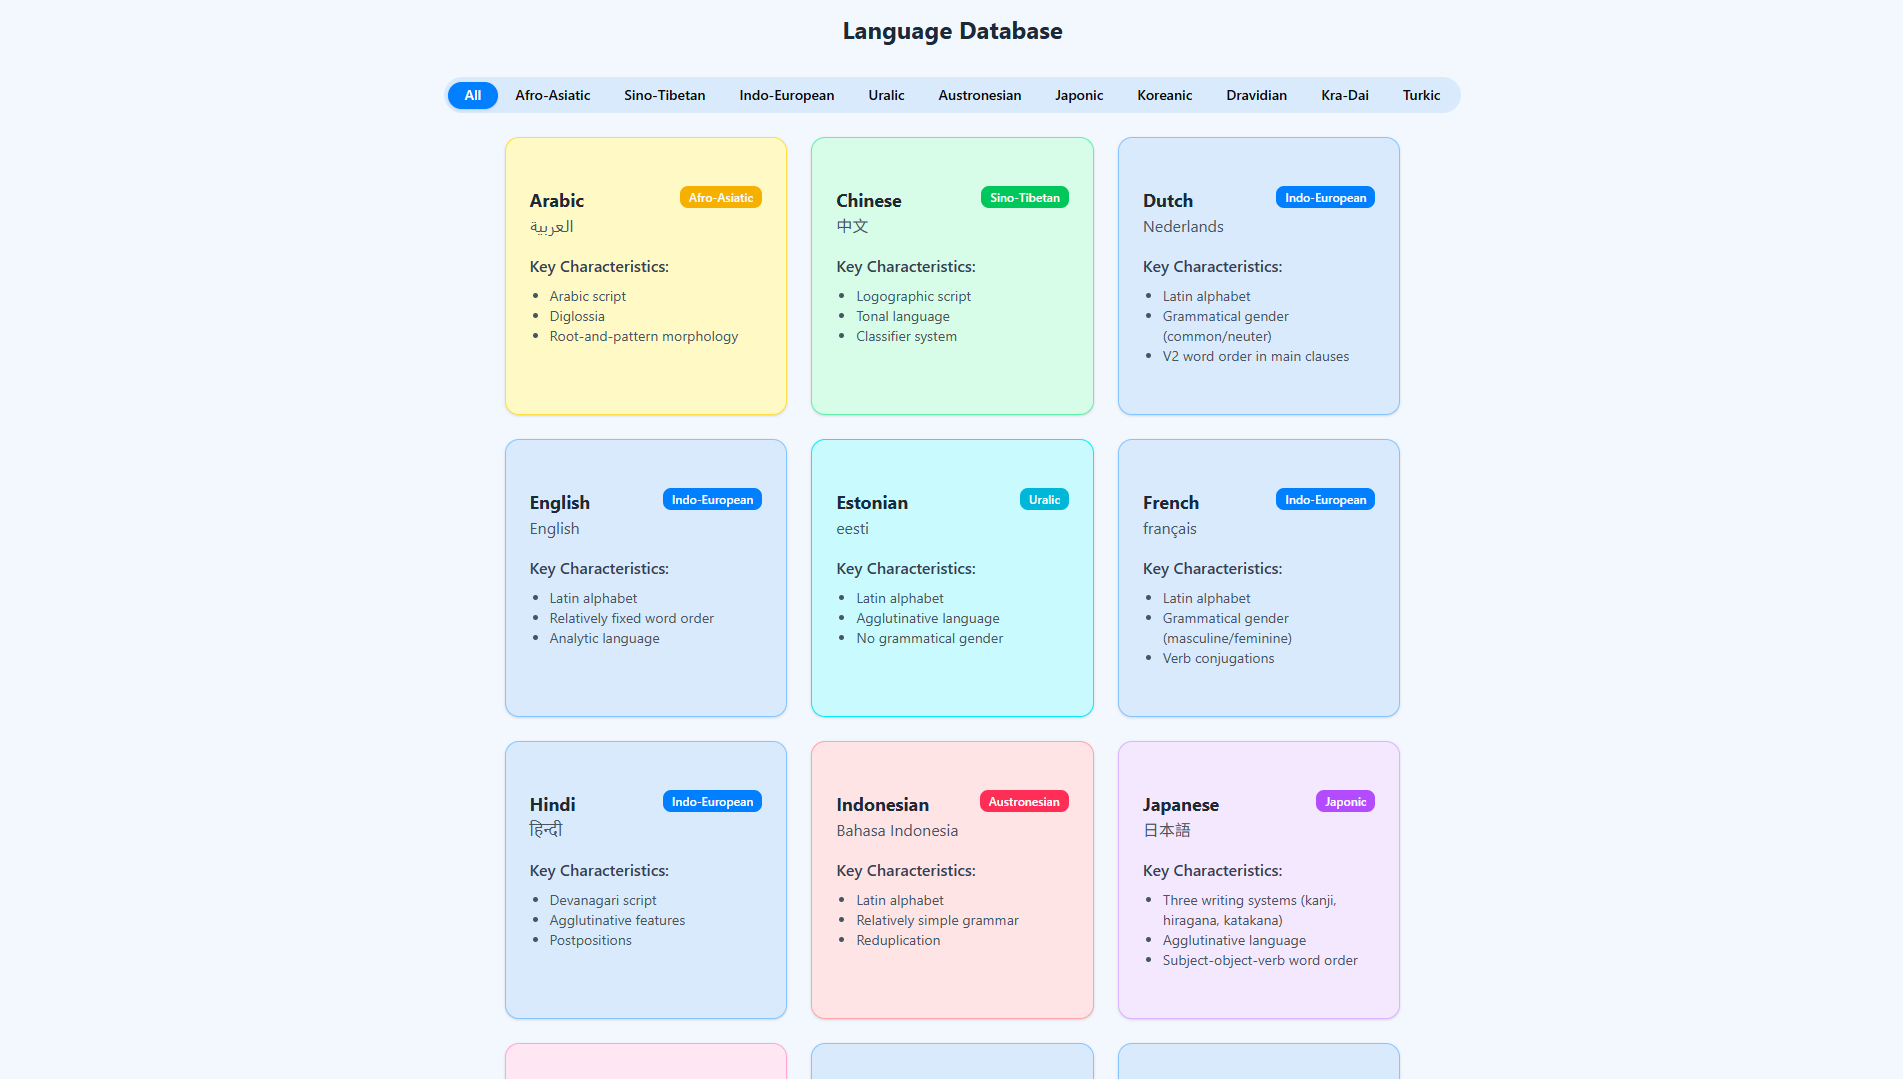 Language Database
All Afro-Asiatic Sino-Tibetan Indo-European Uralic Austronesian Japonic Koreanic Dravidian Kra-Dai Turkic
Arabic Afro-Asiatic
العربية
Key Characteristics:
Arabic script
Diglossia
Root-and-pattern morphology
Chinese Sino-Tibetan
中文
Key Characteristics:
Logographic script
Tonal language
Classifier system
Dutch Indo-European
Nederlands
Key Characteristics:
Latin alphabet
Grammatical gender
(common/neuter)
V2 word order in main clauses
English Indo-European
English
Key Characteristics:
Latin alphabet
Relatively fixed word order
Analytic language
Estonian Uralic
eesti
Key Characteristics:
Latin alphabet
Agglutinative language
No grammatical gender
French Indo-European
français
Key Characteristics:
Latin alphabet
Grammatical gender
(masculine/feminine)
Verb conjugations
Hindi Indo-European
हिन्दी
Key Characteristics:
Devanagari script
Agglutinative features
Postpositions
Indonesian Austronesian
Bahasa Indonesia
Key Characteristics:
Latin alphabet
Relatively simple grammar
Reduplication
Japanese Japonic
日本語
Key Characteristics:
Three writing systems (kanji,
hiragana, katakana)
Agglutinative language
Subject-object-verb word order